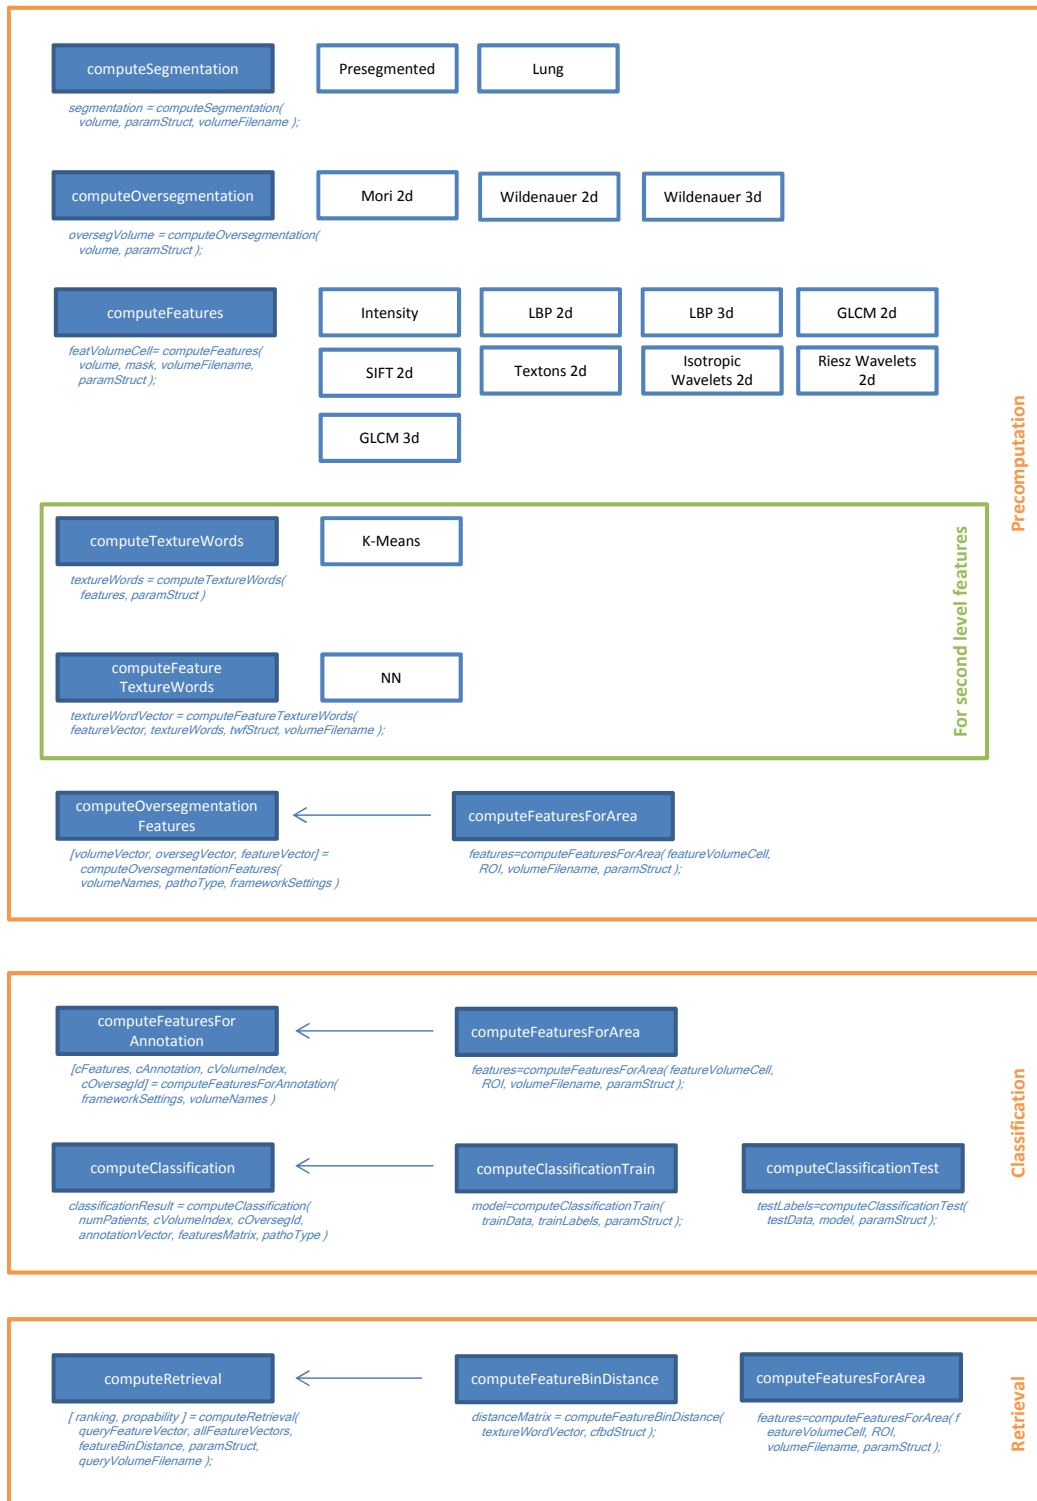 computeSegmentation
Presegmented
Lung
segmentation = computeSegmentation(
volume, paramStruct, volumeFilename );
computeOversegmentation
Mori 2d
Wildenauer 2d
Wildenauer 3d
oversegVolume = computeOversegmentation(
volume, paramStruct );
computeFeatures
Intensity
LBP 2d
LBP 3d
GLCM 2d
featVolumeCell= computeFeatures(
volume, mask, volumeFilename,
paramStruct );
SIFT 2d
Textons 2d
Isotropic
Wavelets 2d
Riesz Wavelets
2d
GLCM 3d
Precomputation
computeTextureWords
K-Means
textureWords = computeTextureWords(
features, paramStruct )
computeFeature
TextureWords
NN
textureWordVector = computeFeatureTextureWords(
featureVector, textureWords, twfStruct, volumeFilename );
For second level features
computeOversegmentation
Features
computeFeaturesForArea
[volumeVector, oversegVector, featureVector] =
computeOversegmentationFeatures(
volumeNames, pathoType, frameworkSettings )
features=computeFeaturesForArea( featureVolumeCell,
ROI, volumeFilename, paramStruct );
computeFeaturesFor
Annotation
computeFeaturesForArea
[cFeatures, cAnnotation, cVolumeIndex,
cOversegId] = computeFeaturesForAnnotation(
frameworkSettings, volumeNames )
features=computeFeaturesForArea( featureVolumeCell,
ROI, volumeFilename, paramStruct );
Classification
computeClassification
computeClassificationTrain
computeClassificationTest
classificationResult = computeClassification(
numPatients, cVolumeIndex, cOversegId,
annotationVector, featuresMatrix, pathoType )
model=computeClassificationTrain(
trainData, trainLabels, paramStruct );
testLabels=computeClassificationTest(
testData, model, paramStruct );
computeRetrieval
computeFeatureBinDistance
computeFeaturesForArea
[ ranking, propability ] = computeRetrieval(
queryFeatureVector, allFeatureVectors,
featureBinDistance, paramStruct,
queryVolumeFilename );
distanceMatrix = computeFeatureBinDistance(
textureWordVector, cfbdStruct );
features=computeFeaturesForArea( f
eatureVolumeCell, ROI,
volumeFilename, paramStruct );
Retrieval